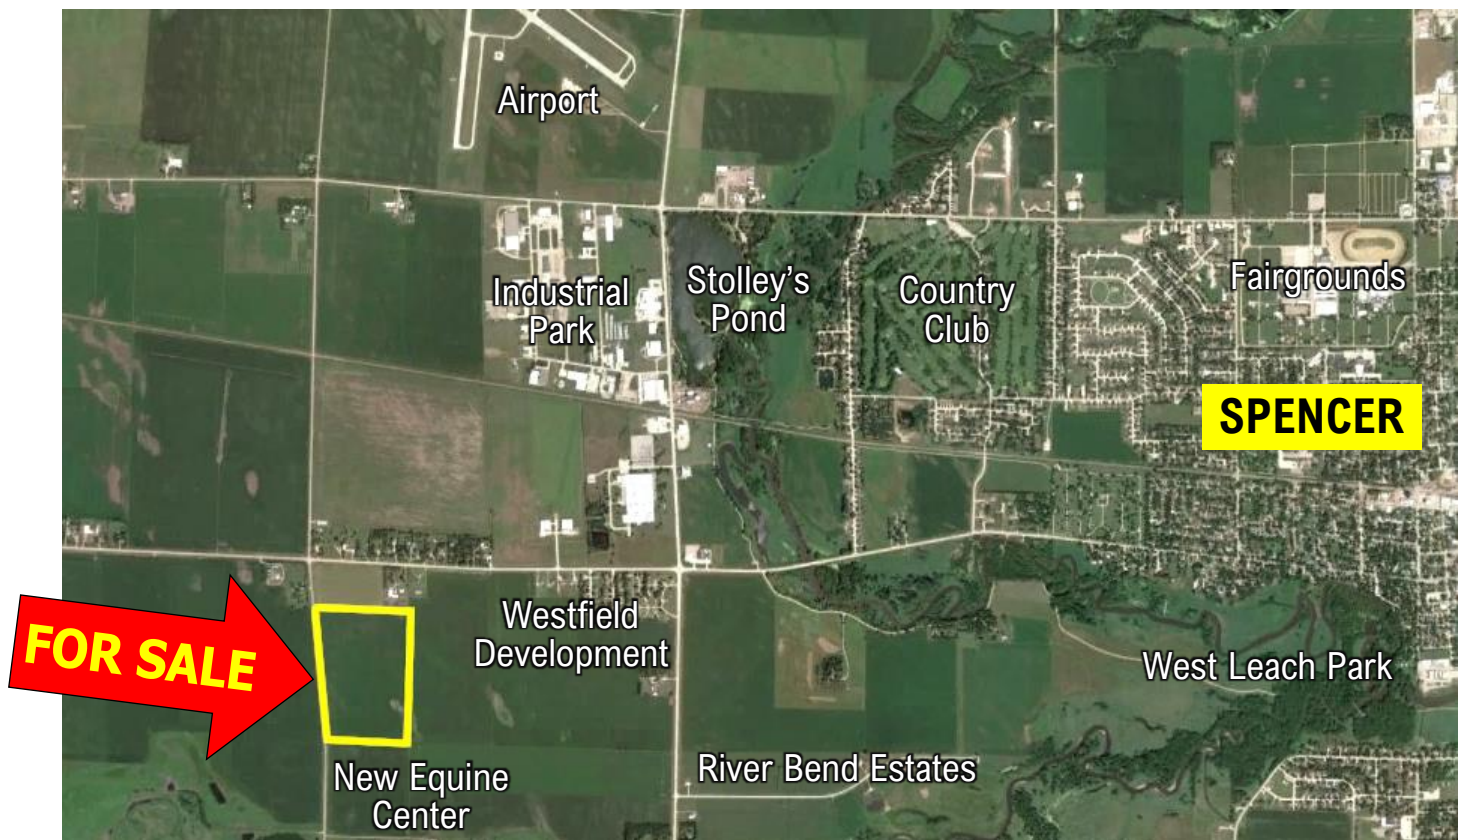 Airport
Industrial
Park
Stolley's
Pond
Country
Club
Fairgrounds
SPENCER
FOR SALE
Westfield
Development
West Leach Park
New Equine
Center
River Bend Estates